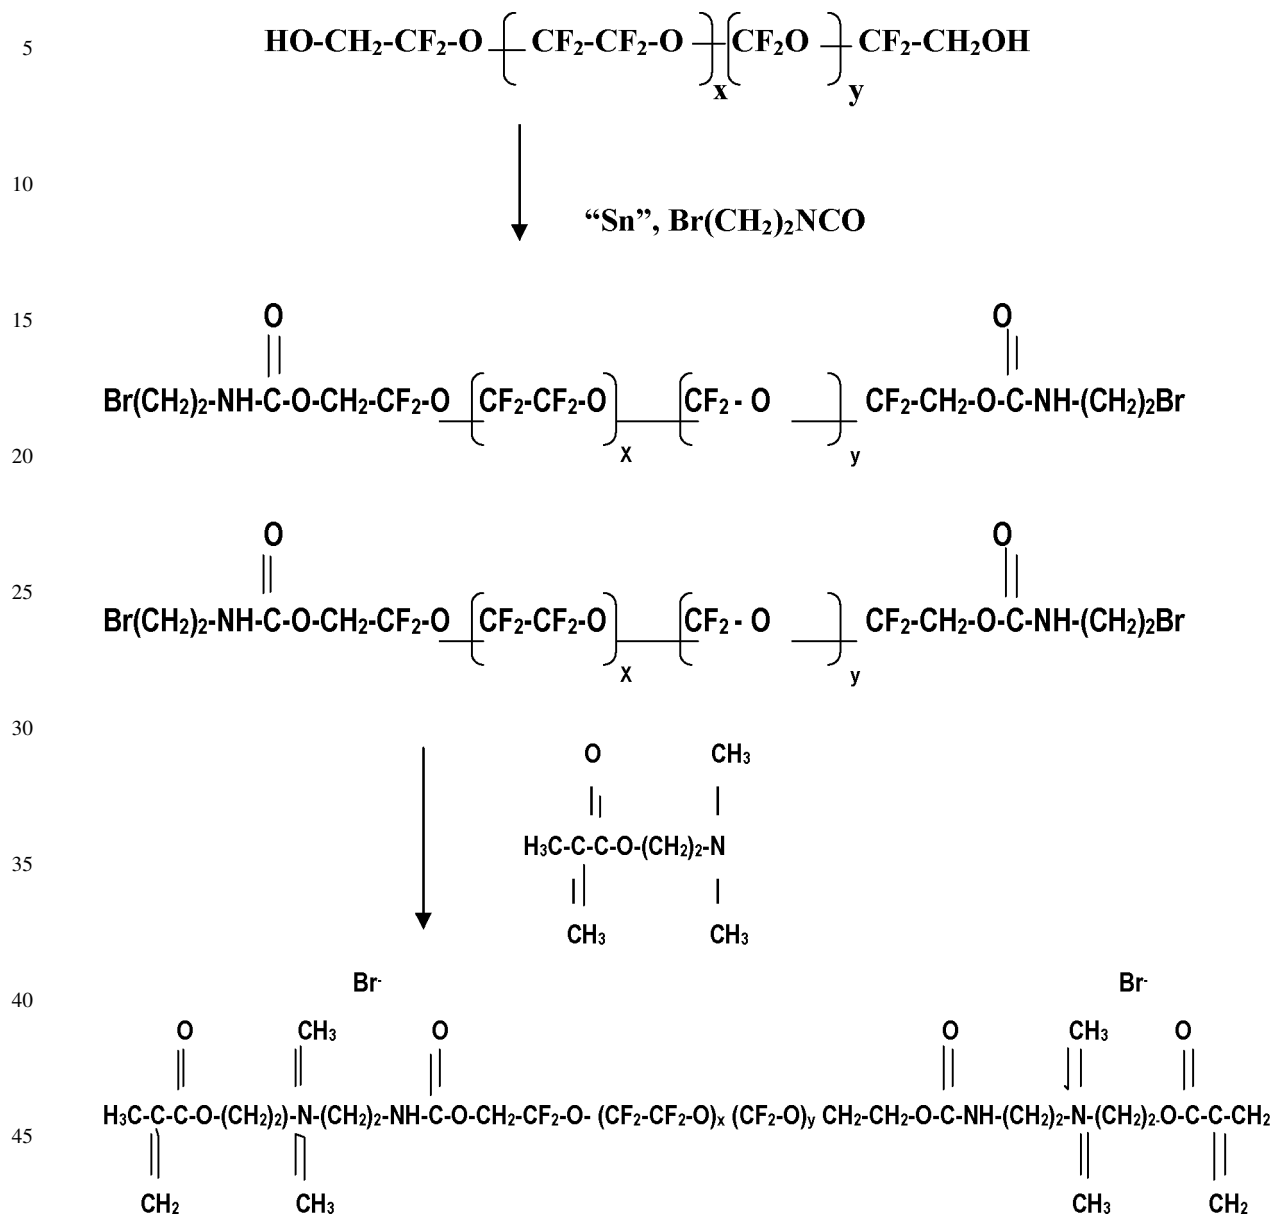 5
HO-CH₂-CF₂-O ( CF₂-CF₂-O )x ( CF₂O )y CF₂-CH₂OH
10
“Sn”, Br(CH₂)₂NCO
15
O O
Br(CH₂)₂-NH-C-O-CH₂-CF₂-O (CF₂-CF₂-O)X (CF₂ - O )y CF₂-CH₂-O-C-NH-(CH₂)₂Br
20
O O
25
Br(CH₂)₂-NH-C-O-CH₂-CF₂-O (CF₂-CF₂-O)X (CF₂ - O )y CF₂-CH₂-O-C-NH-(CH₂)₂Br
30
O CH₃
H₃C-C-C-O-(CH₂)₂-N
35
CH₃ CH₃
Br- Br-
40
O CH₃ O O CH₃ O
H₃C-C-C-O-(CH₂)₂)-N-(CH₂)₂-NH-C-O-CH₂-CF₂-O- (CF₂-CF₂-O)x (CF₂-O)y CH₂-CH₂-O-C-NH-(CH₂)₂-N-(CH₂)₂-O-C-C-CH₂
45
CH₂ CH₃ CH₃ CH₂